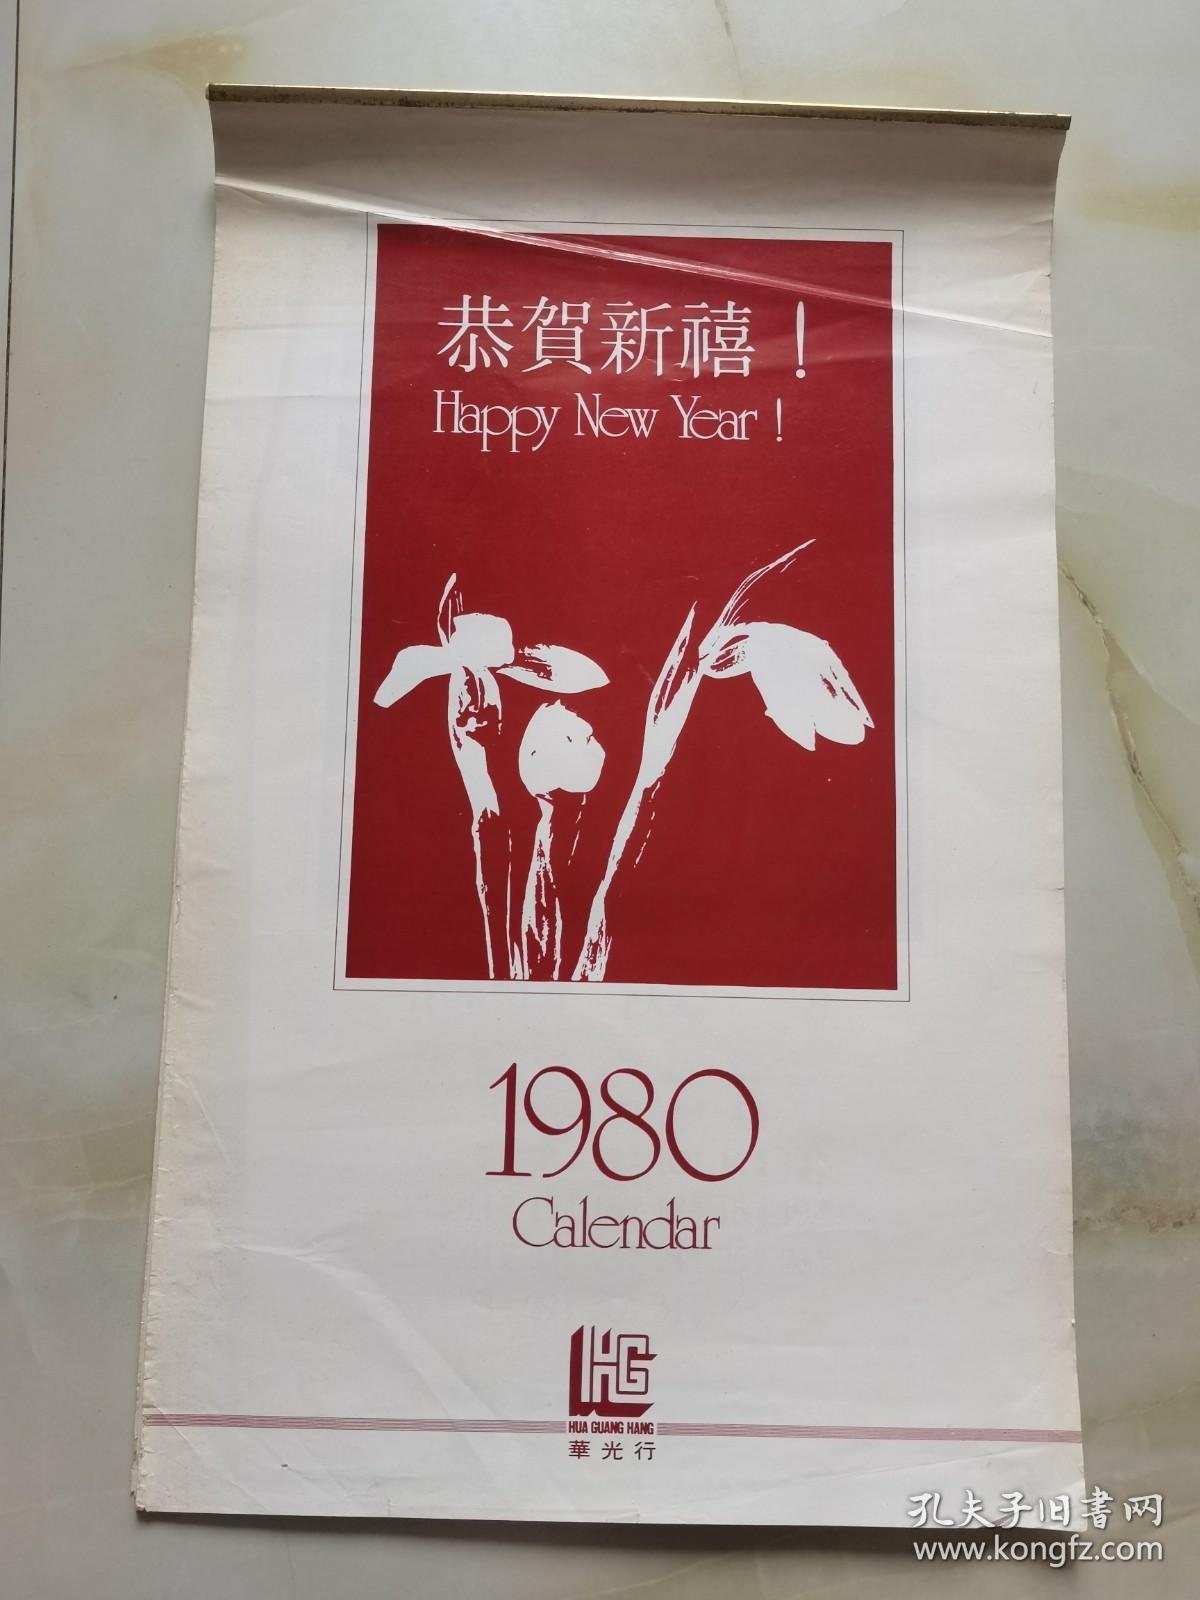 恭賀新禧！
Happy New Year !
1980
Calendar
HG
HUA GUANG HANG
華光行
孔夫子旧书网
www.kongfz.com